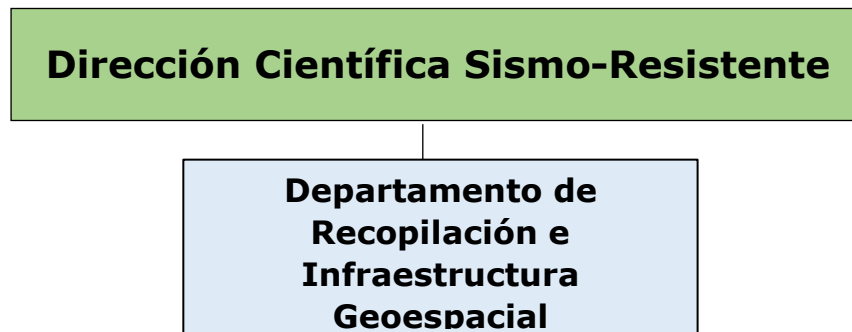 Dirección Científica Sismo-Resistente
Departamento de
Recopilación e
Infraestructura
Geoespacial